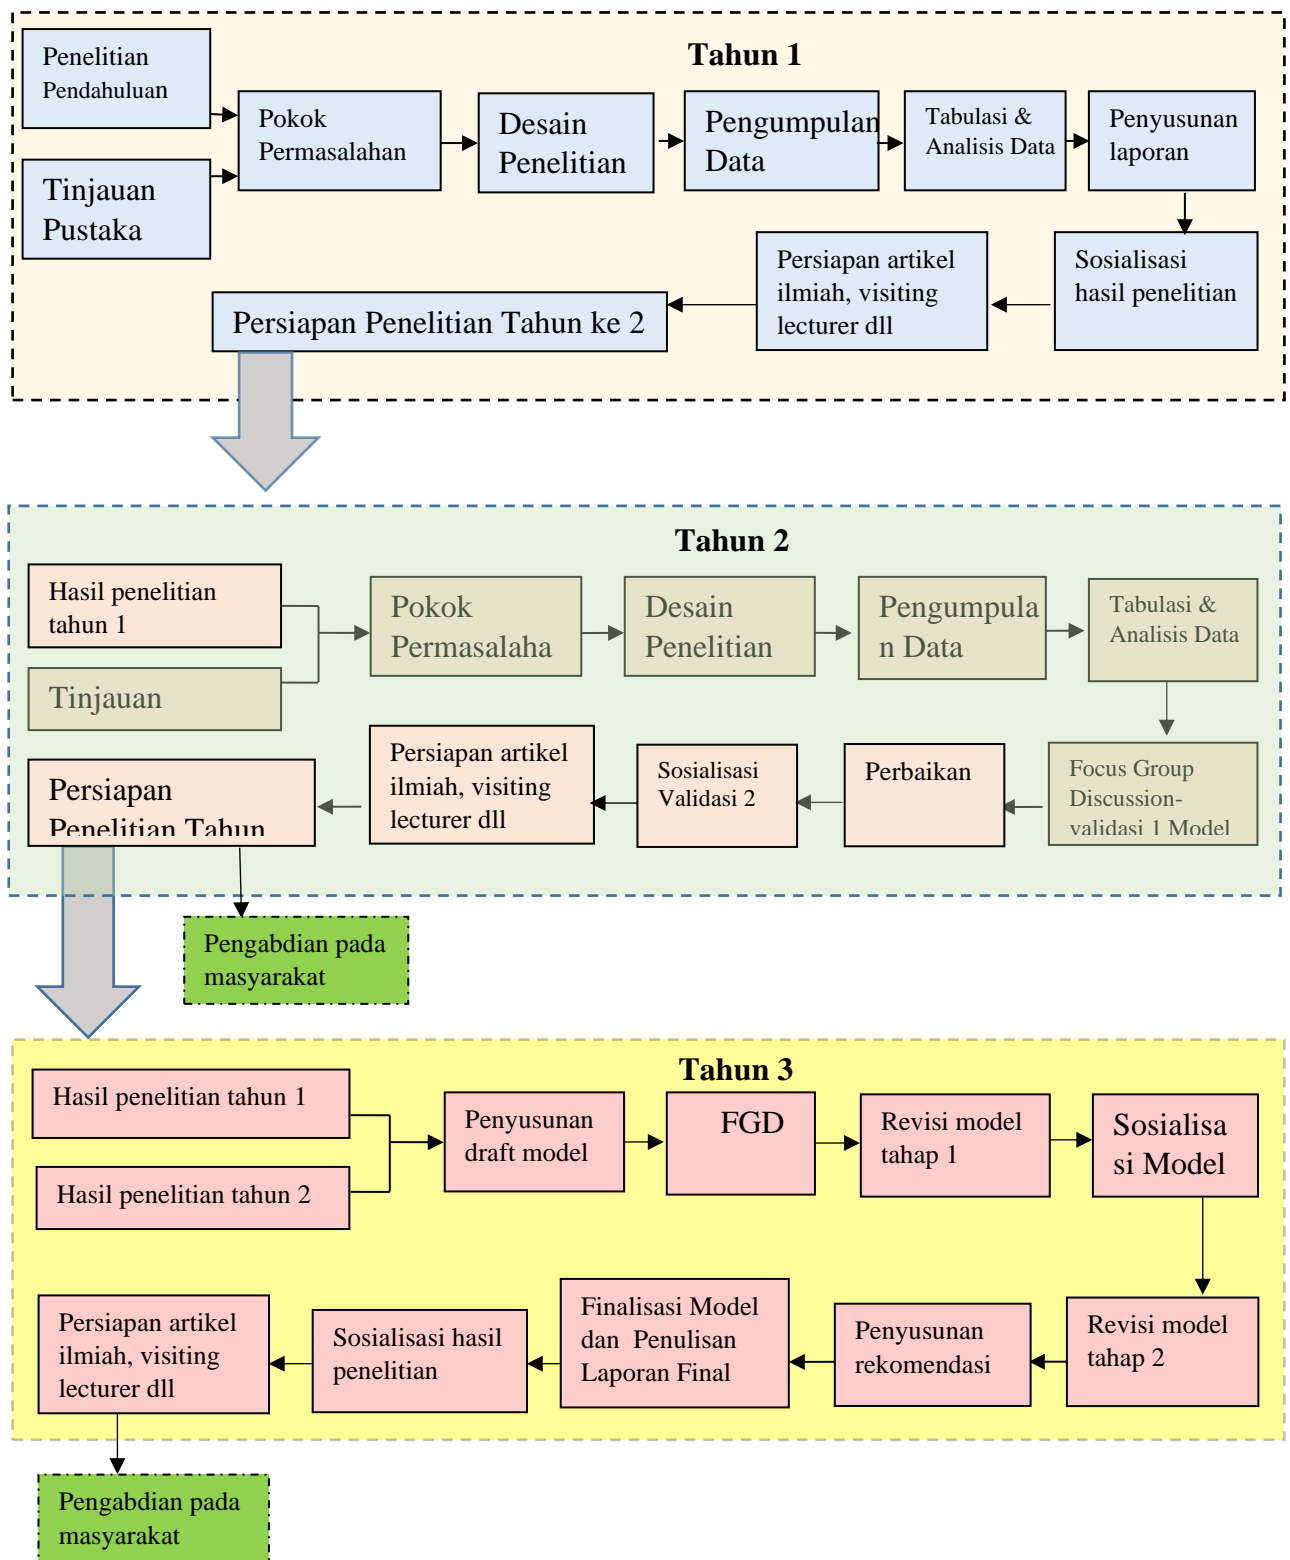 Tahun 1
Penelitian
Pendahuluan
Tinjauan
Pustaka
Pokok
Permasalahan
Desain
Penelitian
Pengumpulan
Data
Tabulasi &
Analisis Data
Penyusunan
laporan
Sosialisasi
hasil penelitian
Persiapan artikel
ilmiah, visiting
lecturer dll
Persiapan Penelitian Tahun ke 2
Tahun 2
Hasil penelitian
tahun 1
Tinjauan
Pokok
Permasalaha
Desain
Penelitian
Pengumpula
n Data
Tabulasi &
Analisis Data
Focus Group
Discussion-
validasi 1 Model
Perbaikan
Sosialisasi
Validasi 2
Persiapan artikel
ilmiah, visiting
lecturer dll
Persiapan
Penelitian Tahun
Pengabdian pada
masyarakat
Tahun 3
Hasil penelitian tahun 1
Hasil penelitian tahun 2
Penyusunan
draft model
FGD
Revisi model
tahap 1
Sosialisa
si Model
Revisi model
tahap 2
Penyusunan
rekomendasi
Finalisasi Model
dan  Penulisan
Laporan Final
Sosialisasi hasil
penelitian
Persiapan artikel
ilmiah, visiting
lecturer dll
Pengabdian pada
masyarakat